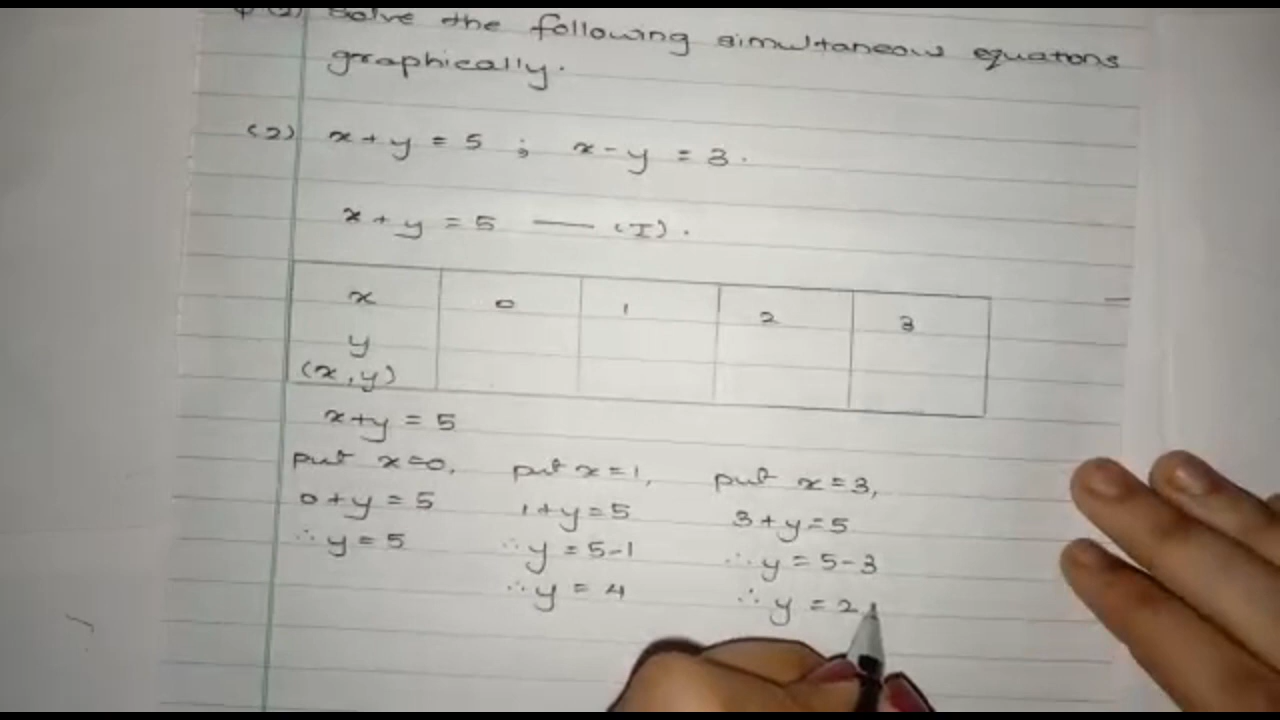 (2) Solve the following simultaneous equations
graphically.
(2) x + y = 5 ; x - y = 3.
x + y = 5 — (I).
x 0 1 2 3
y
(x, y)
x+y = 5
put x=0, put x=1, put x=3,
0+y=5 1+y=5 3+y=5
∴ y = 5 ∴ y = 5-1 ∴ y = 5-3
∴ y = 4 ∴ y = 2